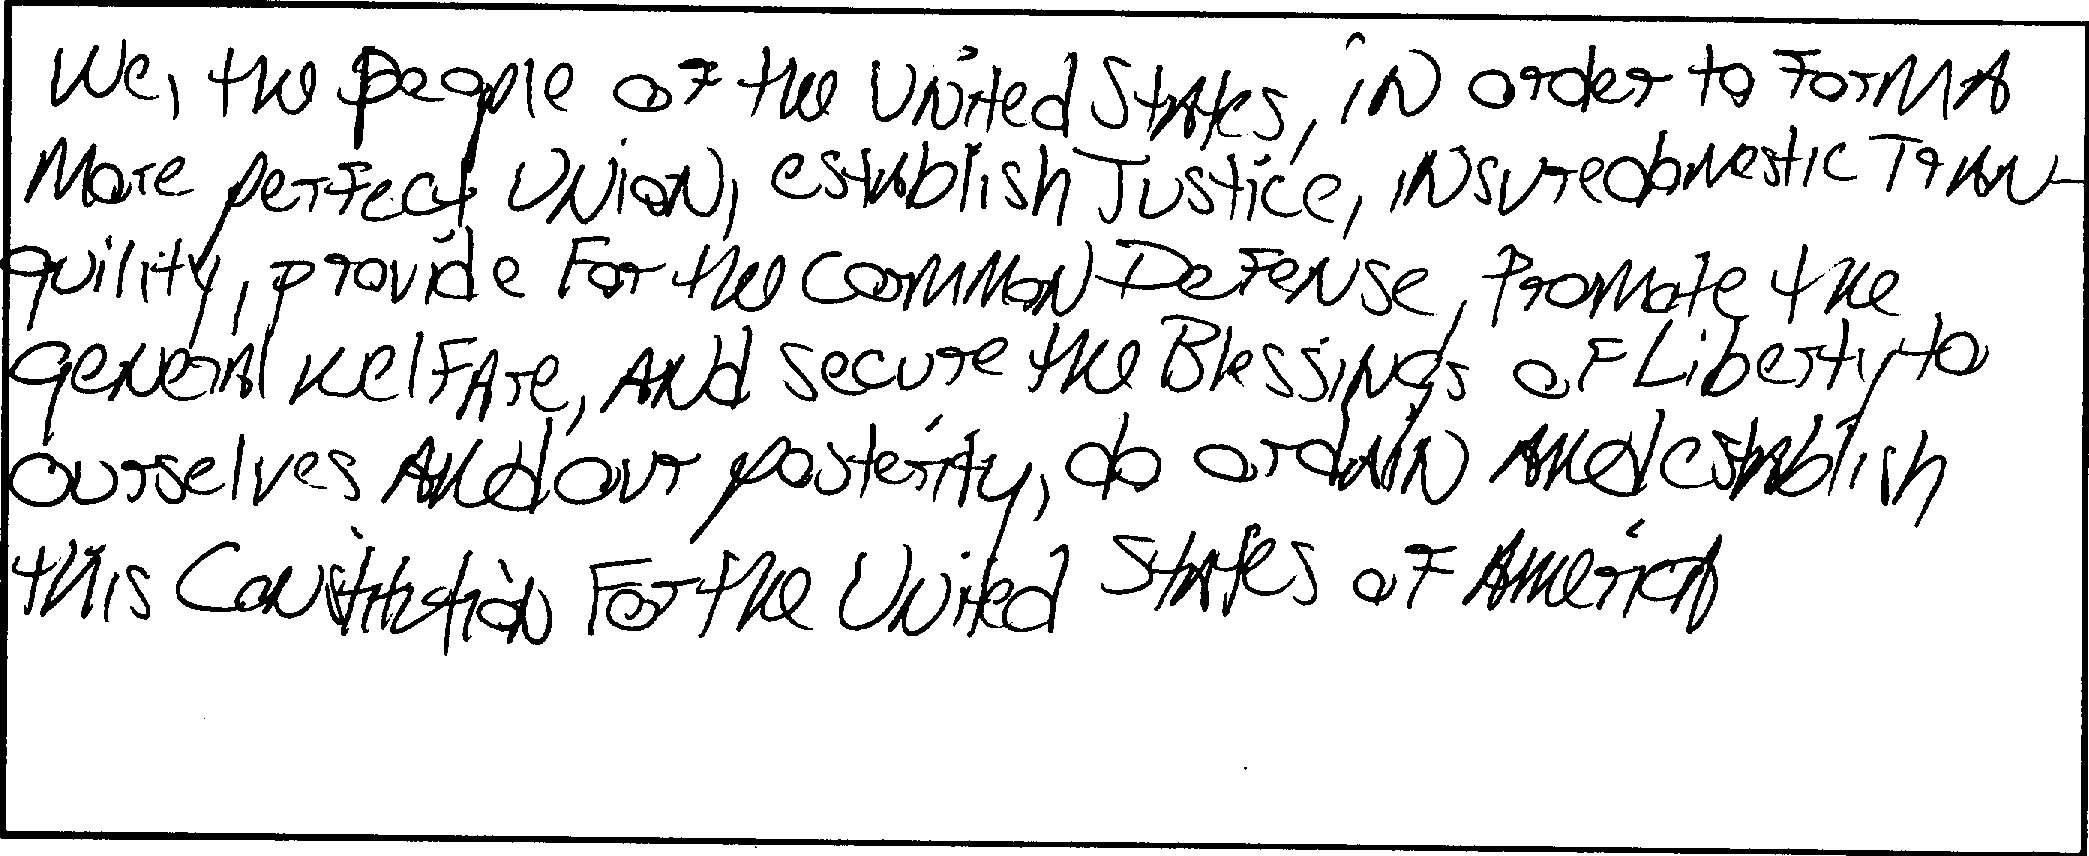 We, the people of the United States, in order to form a
more perfect Union, establish Justice, insure domestic Tran-
quility, provide for the common Defense, promote the
general welfare, and secure the Blessings of Liberty to
ourselves and our posterity, do ordain and establish
this Constitution for the United States of America